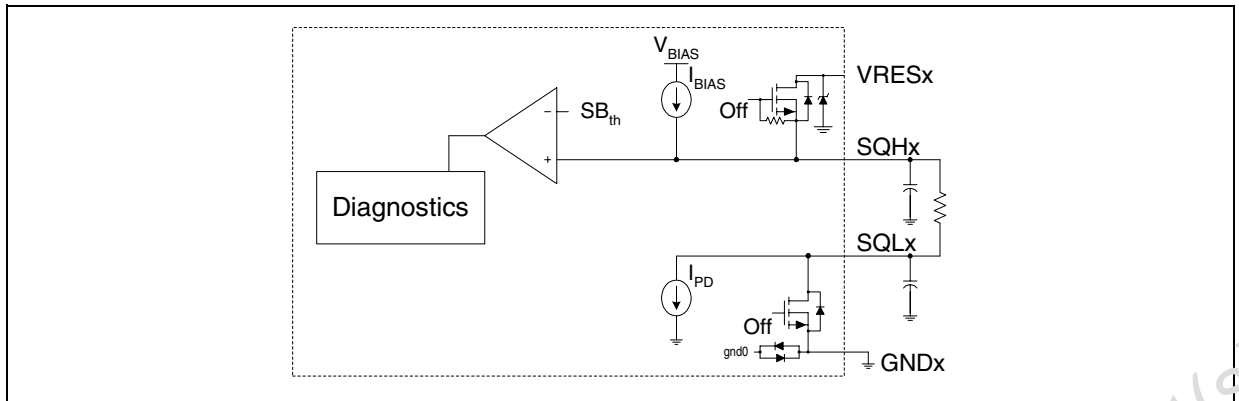 V_BIAS
I_BIAS
VRESx
Off
SB_th
SQHx
Diagnostics
SQLx
I_PD
Off
gnd0
GNDx